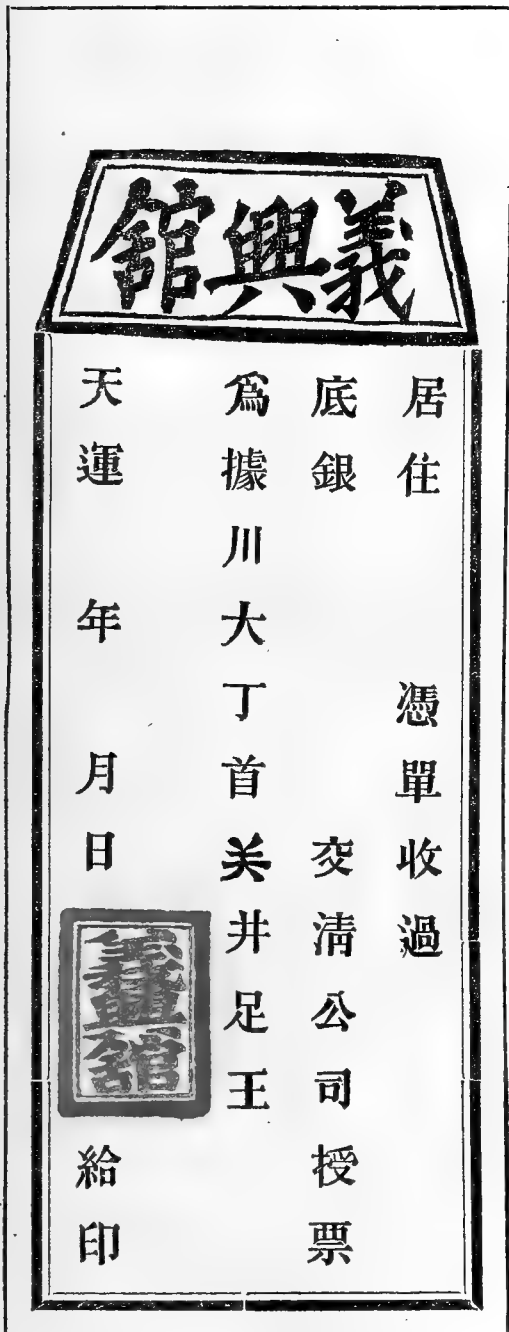 義興館
居住 憑單收過
底銀 交清公司授票
為據川大丁首关井足王
天運 年 月日 給印
義興館